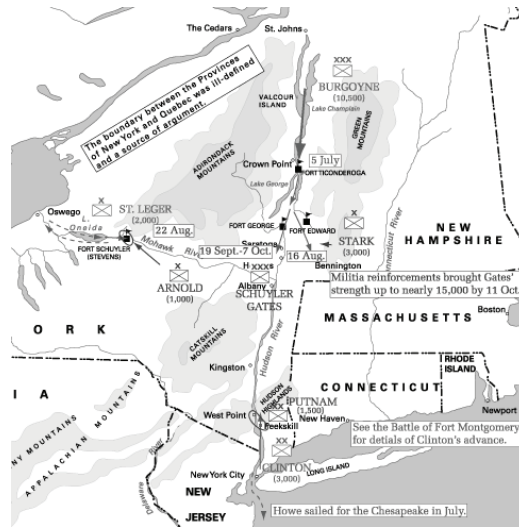 The Cedars
St. Johns
XXX
BURGOYNE
(10,500)
Lake Champlain
VALCOUR
ISLAND
The boundary between the Provinces
of New York and Quebec was ill-defined
and a source of argument.
ADIRONDACK
MOUNTAINS
GREEN
MOUNTAINS
Crown Point
5 July
FORT TICONDEROGA
Lake George
X
ST. LEGER
(2,000)
Oswego
L.
Oneida
22 Aug.
FORT SCHUYLER
(STEVENS)
Mohawk
FORT GEORGE
FORT EDWARD
X
STARK
(3,000)
19 Sept.-7 Oct.
16 Aug.
Bennington
Connecticut River
NEW
HAMPSHIRE
X
ARNOLD
(1,000)
Albany
SCHUYLER
GATES
Militia reinforcements brought Gates'
strength up to nearly 15,000 by 11 Oct.
MASSACHUSETTS
Boston
O R K
CATSKILL
MOUNTAINS
Kingston
Hudson River
I A
CONNECTICUT
RHODE
ISLAND
Newport
HUDSON
HIGHLANDS
West Point
PUTNAM
(1,500)
Peekskill
New Haven
See the Battle of Fort Montgomery
for detials of Clinton's advance.
NY MOUNTAINS
APPALACHIAN MOUNTAINS
River
Delaware
XX
CLINTON
(3,000)
New York City
LONG ISLAND
NEW
JERSEY
Howe sailed for the Chesapeake in July.